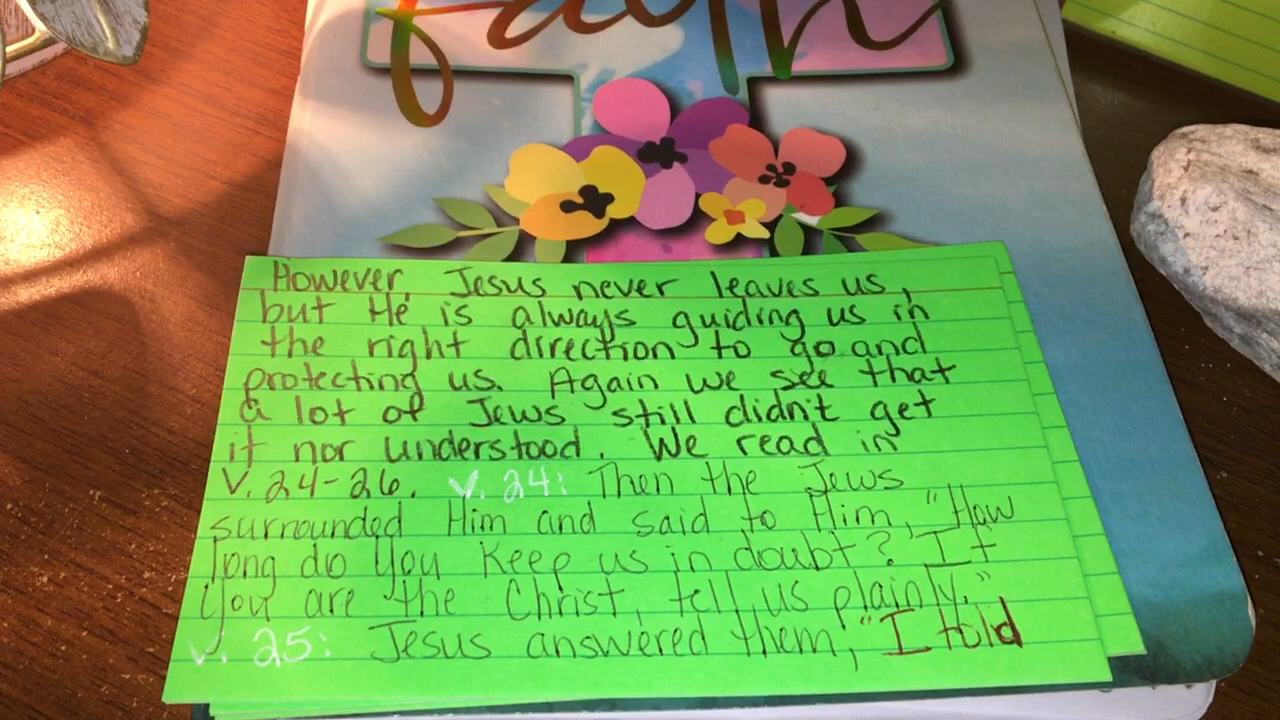 faith
However, Jesus never leaves us,
but He is always guiding us in
the right direction to go and
protecting us. Again we see that
a lot of Jews still didn't get
it nor understood. We read in
V. 24-26. V. 24: Then the Jews
surrounded Him and said to Him, "How
long do You keep us in doubt? If
You are the Christ, tell us plainly."
V. 25: Jesus answered them, "I told